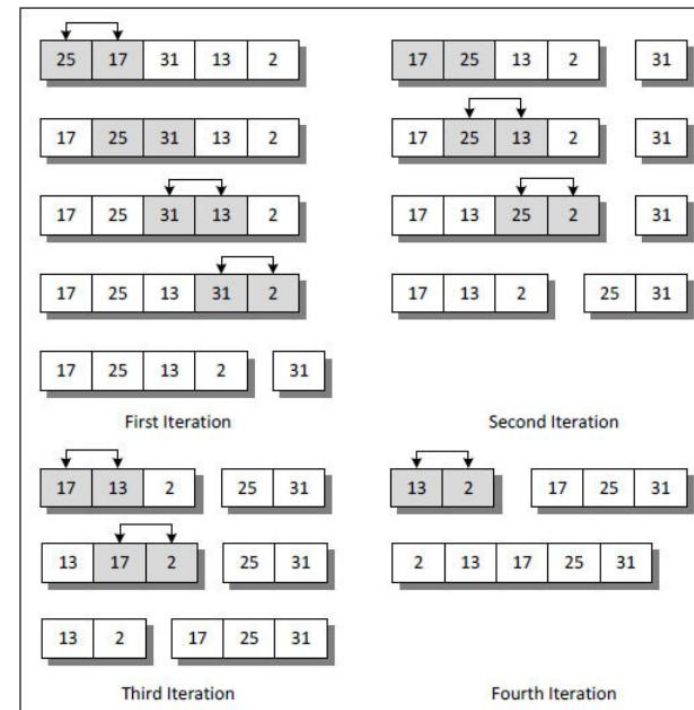 25 17 31 13 2
17 25 31 13 2
17 25 31 13 2
17 25 13 31 2
17 25 13 2 31
First Iteration
17 25 13 2 31
17 25 13 2 31
17 13 25 2 31
17 13 2 25 31
Second Iteration
17 13 2 25 31
13 17 2 25 31
13 2 17 25 31
Third Iteration
13 2 17 25 31
2 13 17 25 31
Fourth Iteration